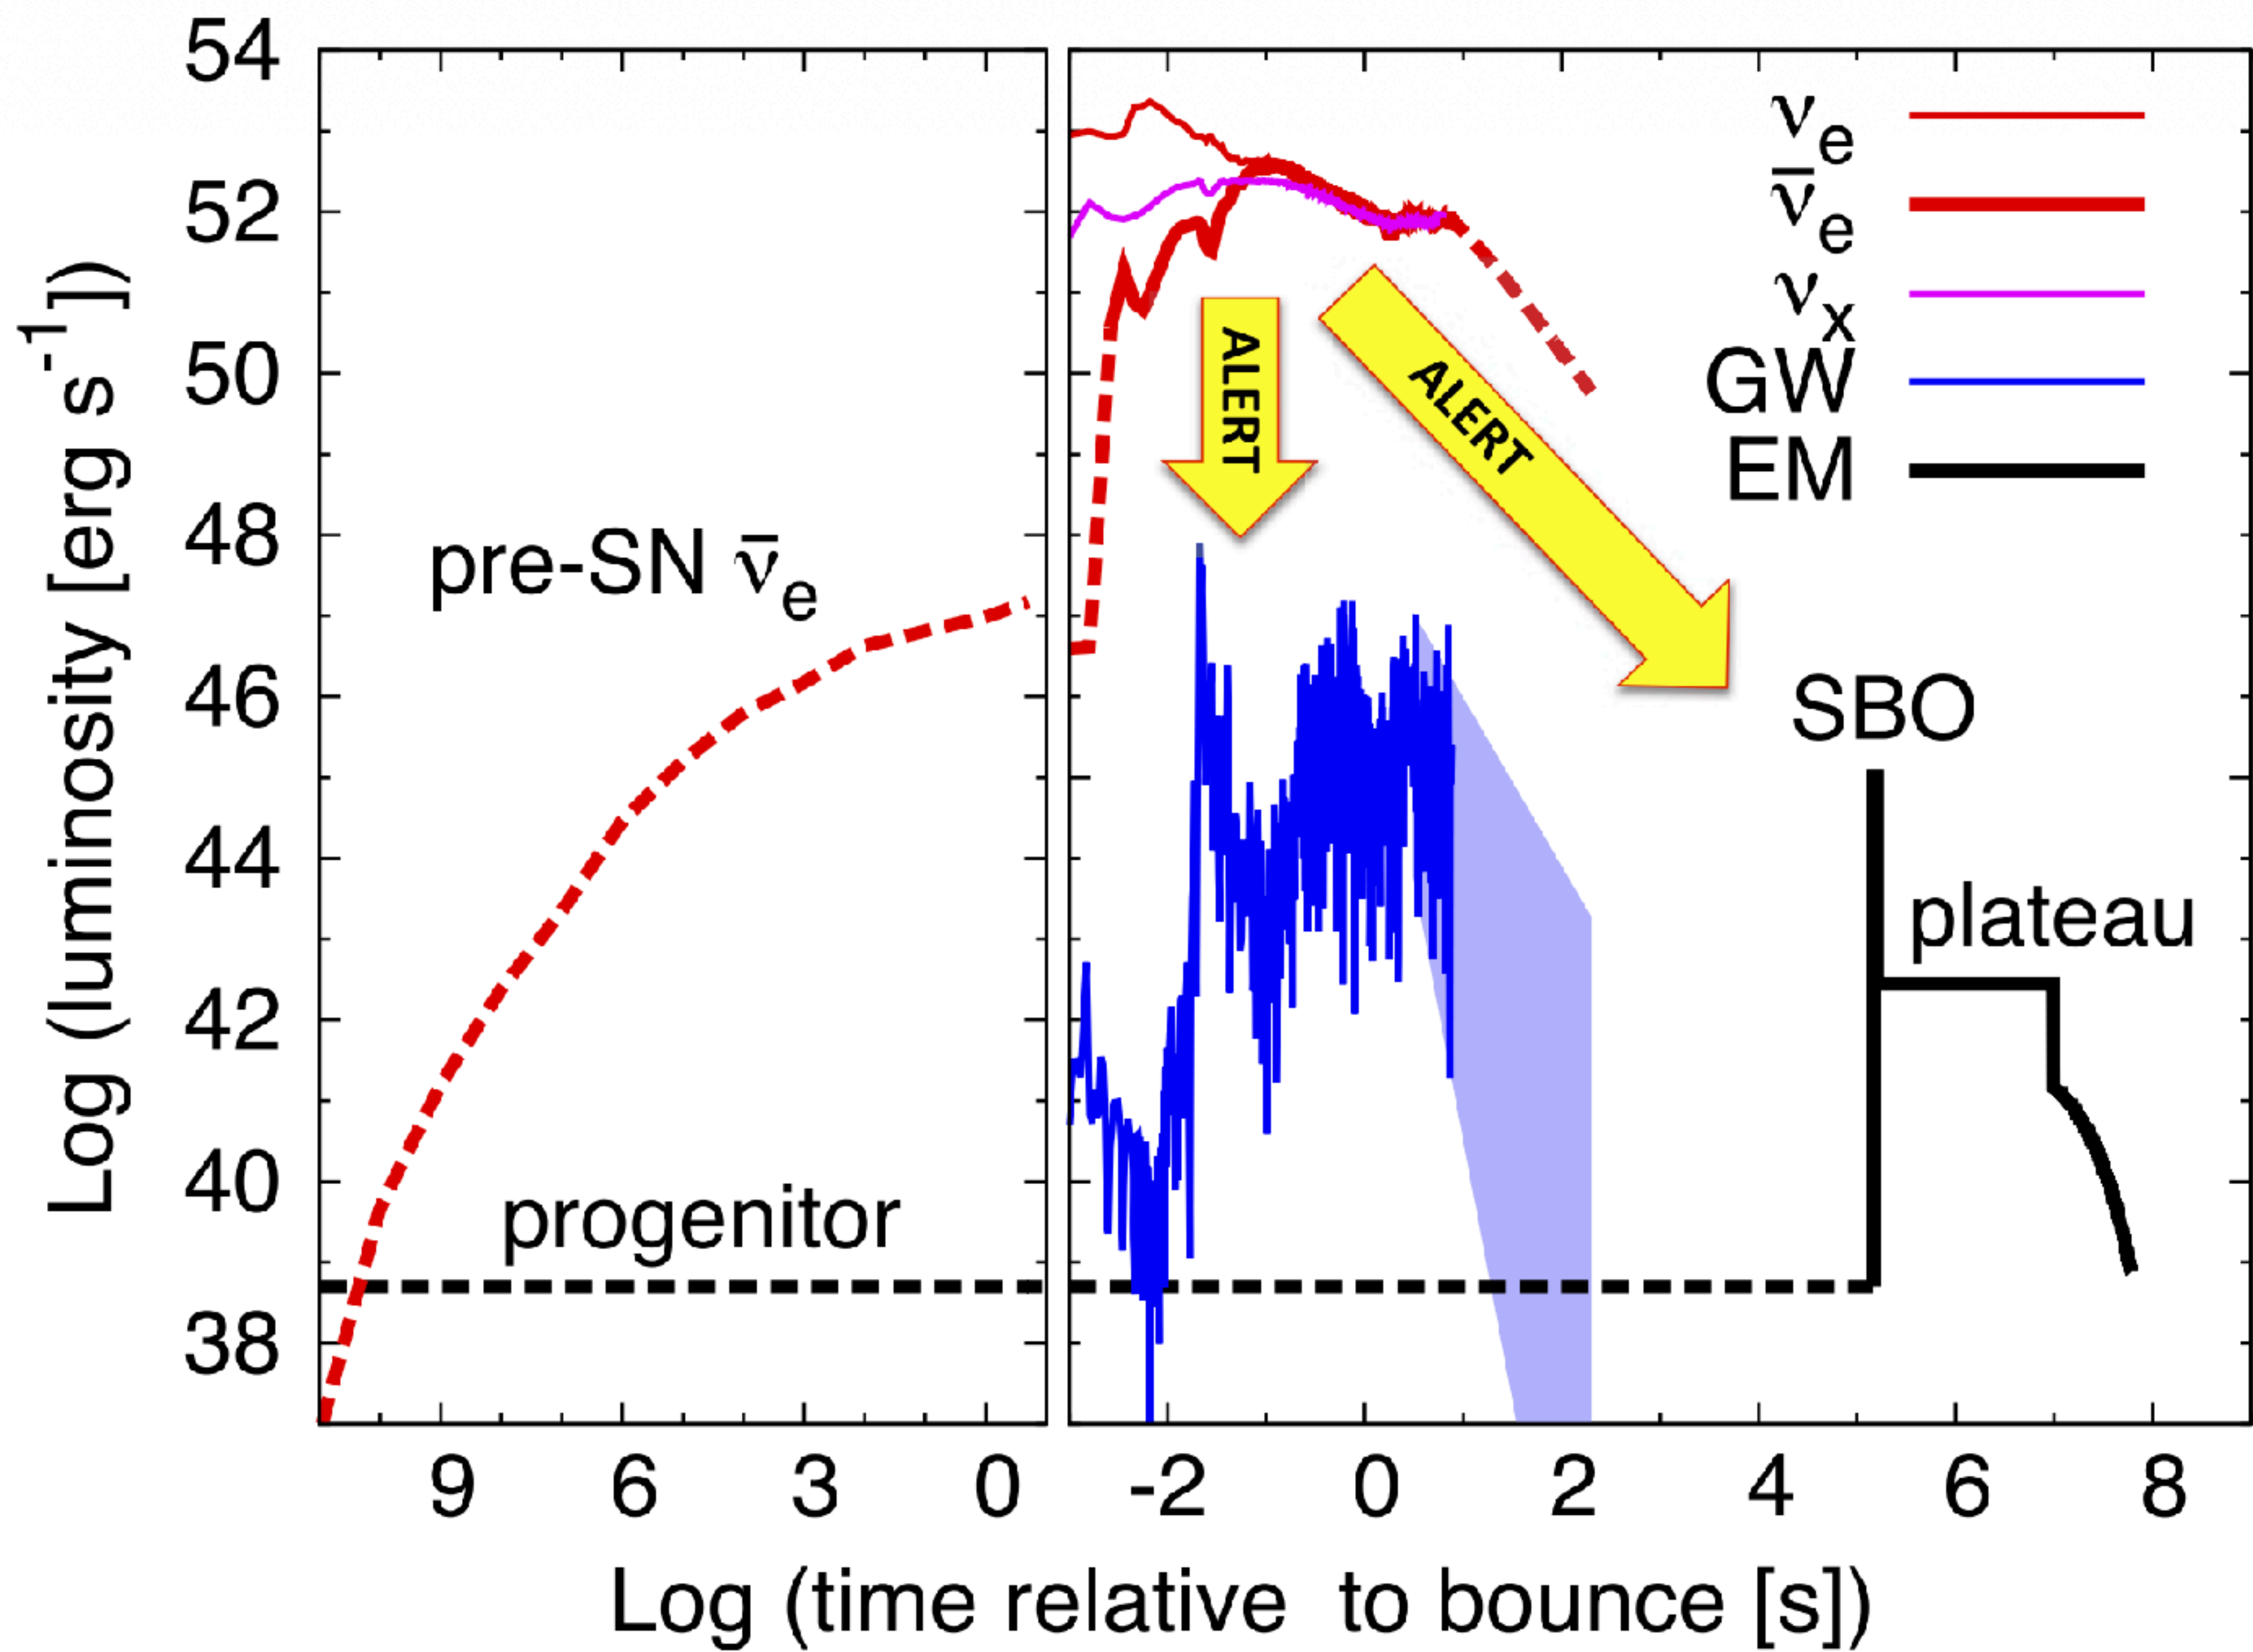 54
52
50
48
46
44
42
40
38
Log (luminosity [erg s⁻¹])
pre-SN ν̄ₑ
progenitor
νₑ
ν̄ₑ
νₓ
GW
EM
ALERT
ALERT
SBO
plateau
9 6 3 0 -2 0 2 4 6 8
Log (time relative to bounce [s])